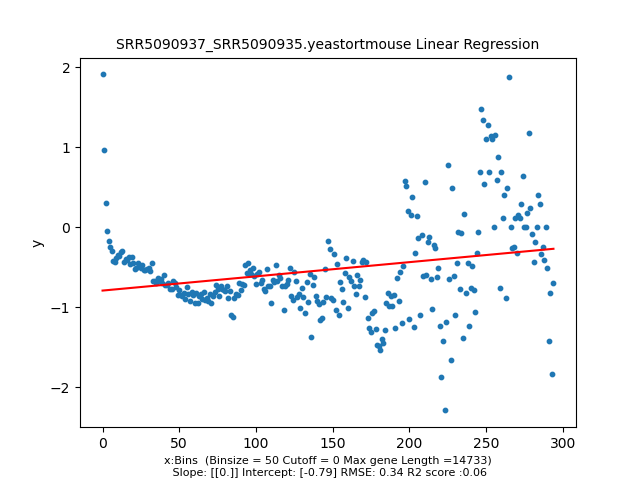 SRR5090937_SRR5090935.yeastortmouse Linear Regression
2
1
0
−1
−2
y
0 50 100 150 200 250 300
x:Bins (Binsize = 50 Cutoff = 0 Max gene Length =14733)
Slope: [[0.]] Intercept: [-0.79] RMSE: 0.34 R2 score :0.06